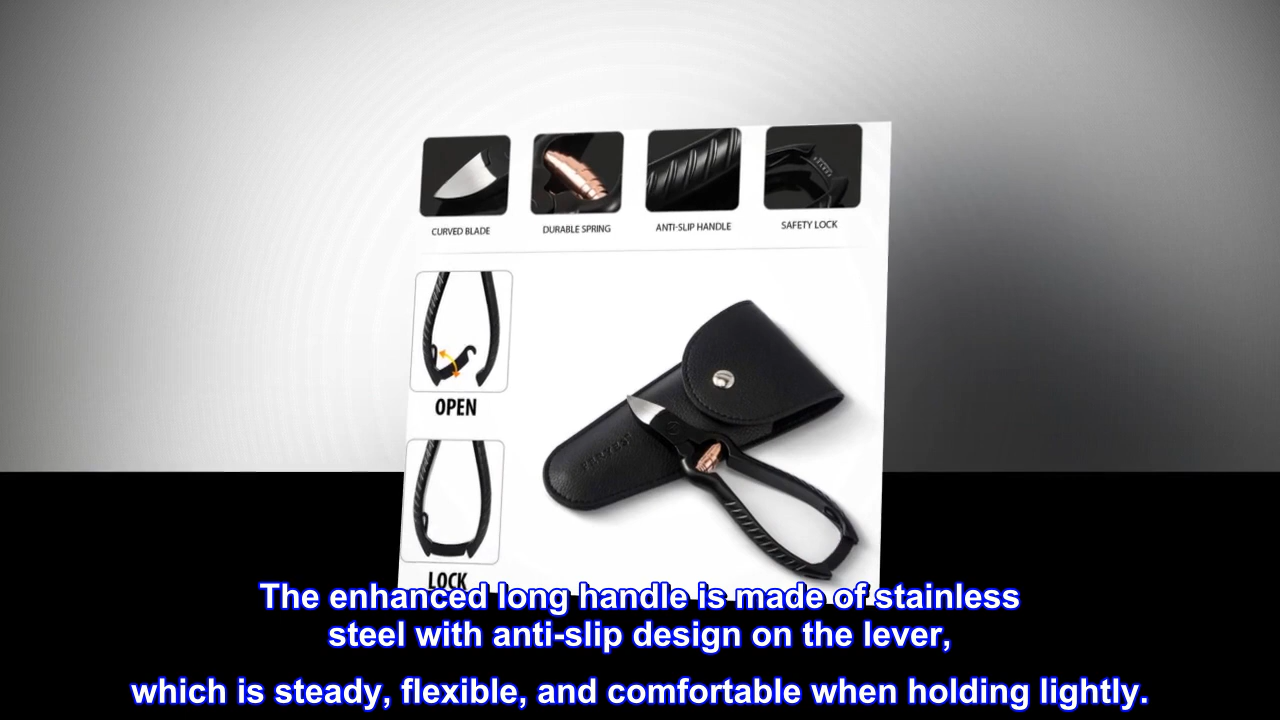 CURVED BLADE
DURABLE SPRING
ANTI-SLIP HANDLE
SAFETY LOCK
OPEN
LOCK
The enhanced long handle is made of stainless
steel with anti-slip design on the lever,
which is steady, flexible, and comfortable when holding lightly.